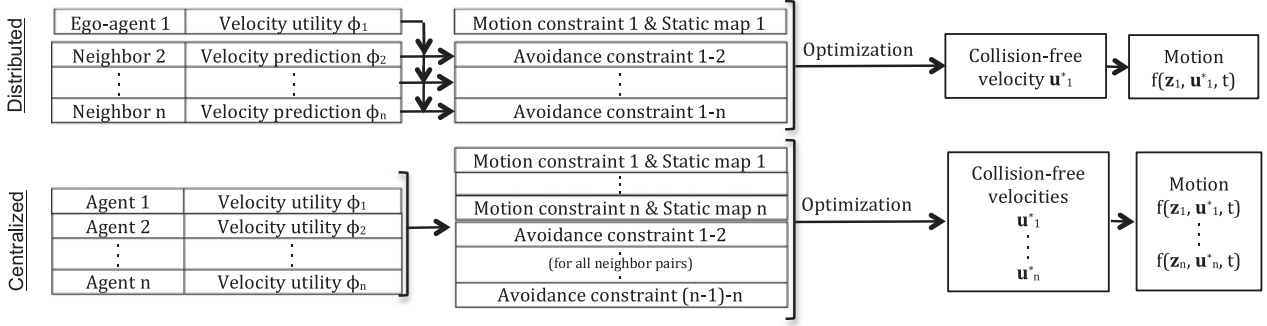 Distributed
Ego-agent 1 Velocity utility ϕ1
Neighbor 2 Velocity prediction ϕ2
Neighbor n Velocity prediction ϕn
Motion constraint 1 & Static map 1
Avoidance constraint 1-2
Avoidance constraint 1-n
Optimization
Collision-free
velocity u*1
Motion
f(z1, u*1, t)
Centralized
Agent 1 Velocity utility ϕ1
Agent 2 Velocity utility ϕ2
Agent n Velocity utility ϕn
Motion constraint 1 & Static map 1
Motion constraint n & Static map n
Avoidance constraint 1-2
(for all neighbor pairs)
Avoidance constraint (n-1)-n
Optimization
Collision-free
velocities
u*1
u*n
Motion
f(z1, u*1, t)
f(zn, u*n, t)